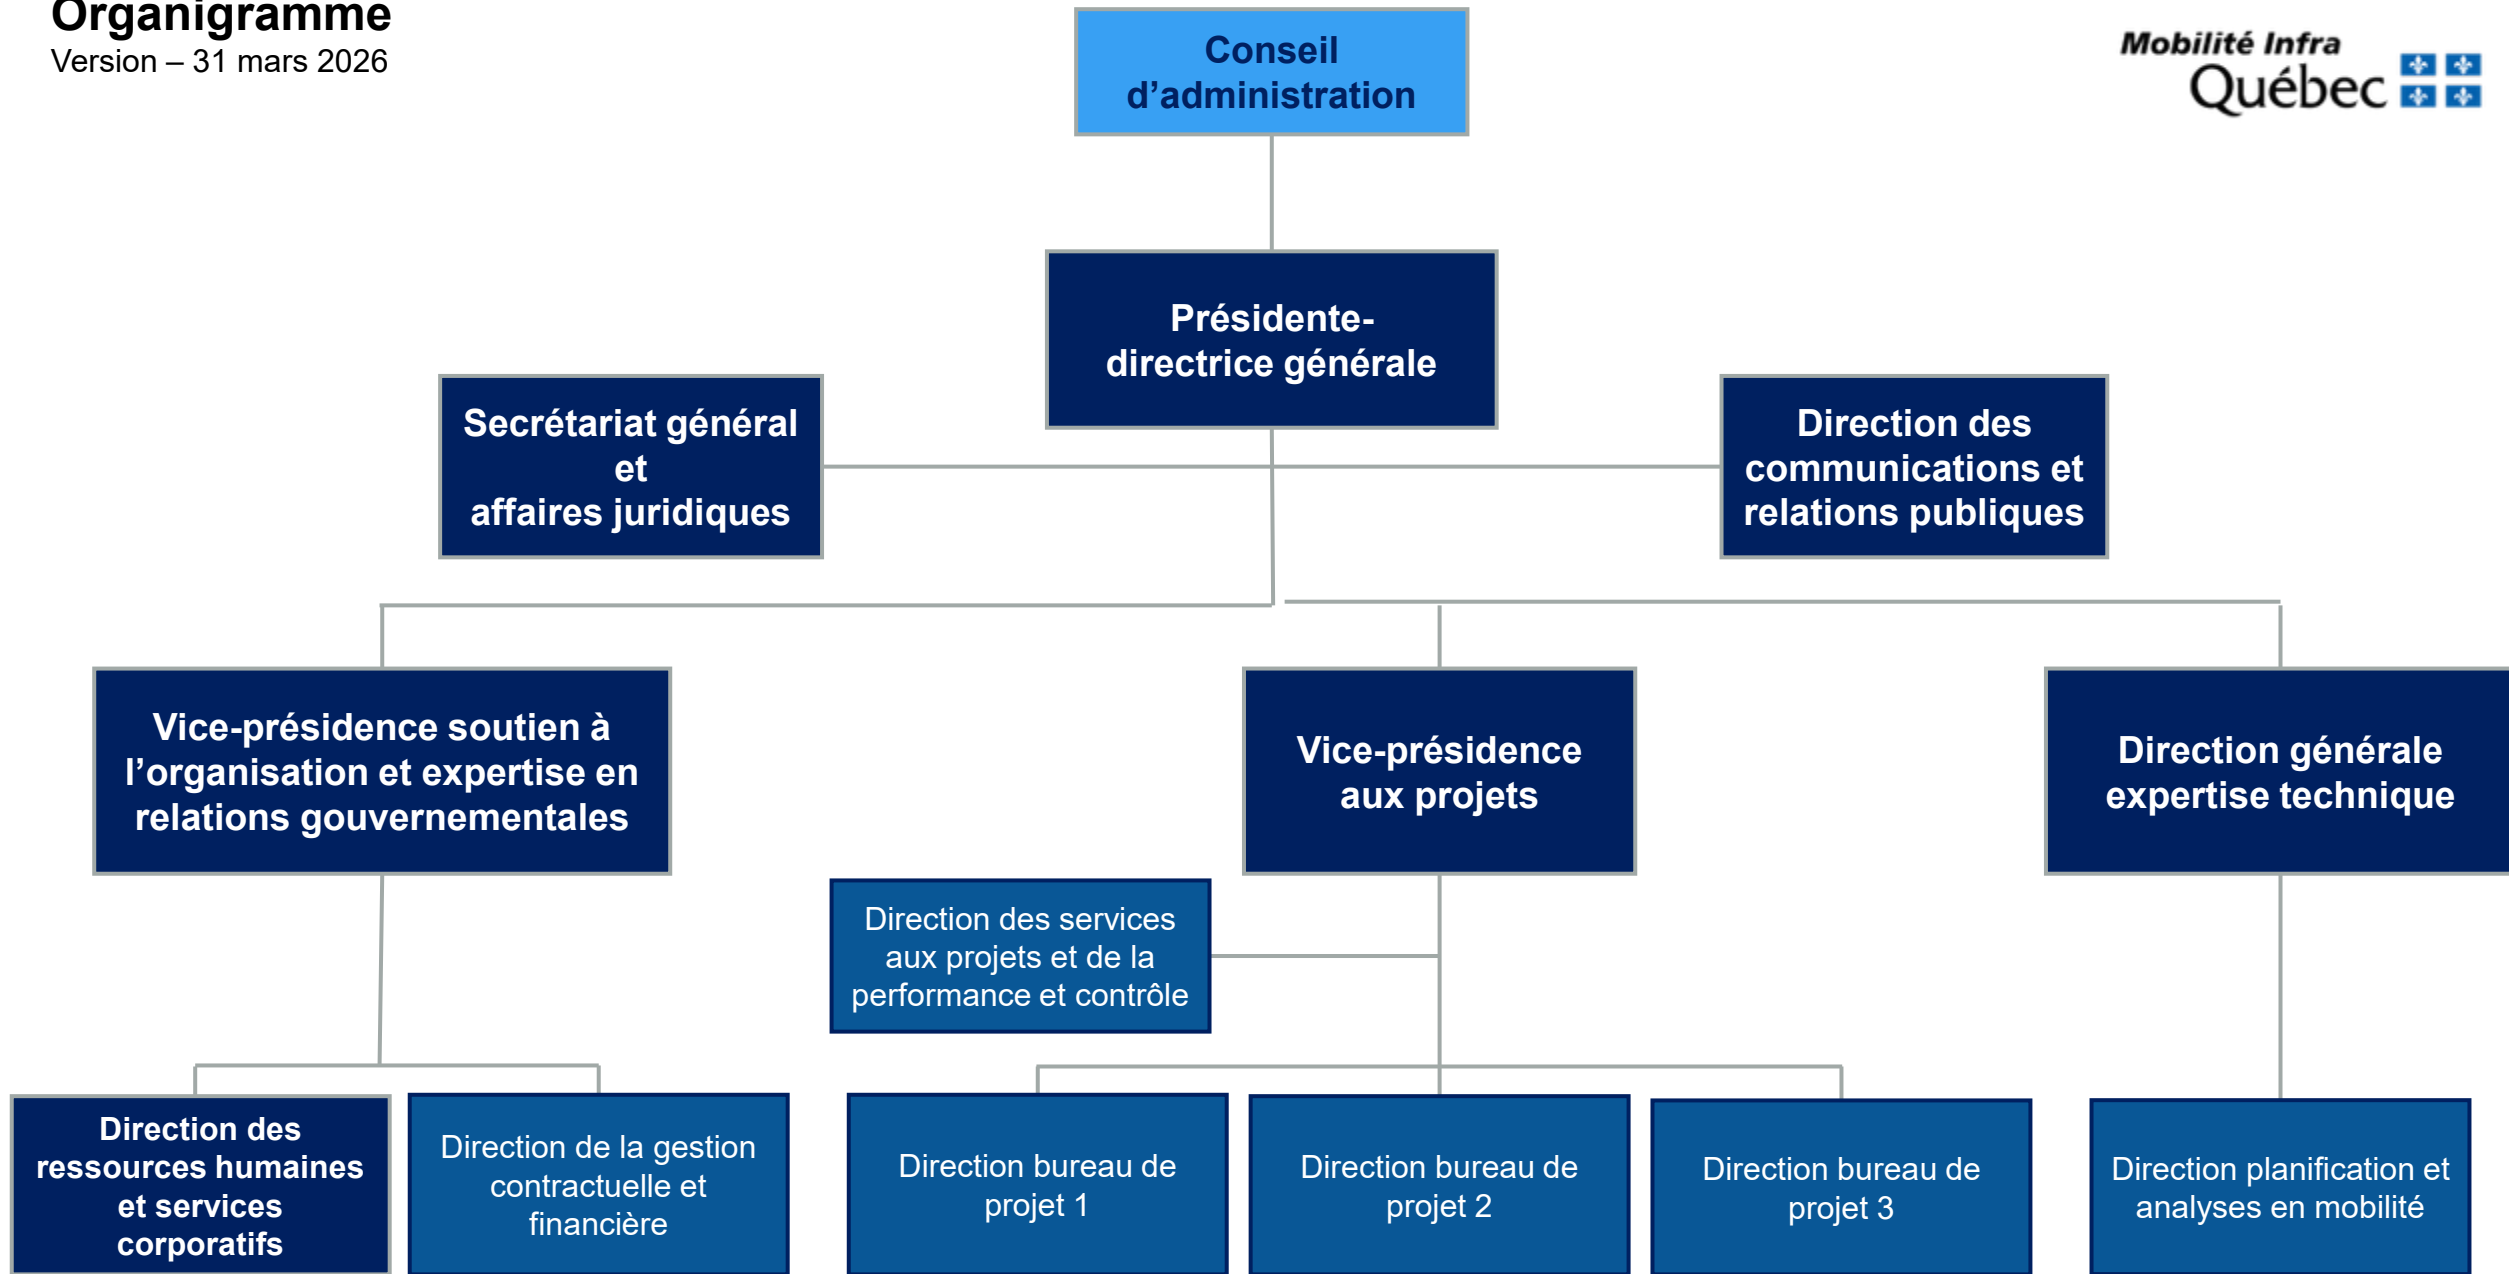 Organigramme
Version – 31 mars 2026
Conseil
d’administration
Mobilité Infra
Québec
Présidente-
directrice générale
Secrétariat général
et
affaires juridiques
Direction des
communications et
relations publiques
Vice-présidence soutien à
l’organisation et expertise en
relations gouvernementales
Vice-présidence
aux projets
Direction générale
expertise technique
Direction des services
aux projets et de la
performance et contrôle
Direction des
ressources humaines
et services
corporatifs
Direction de la gestion
contractuelle et
financière
Direction bureau de
projet 1
Direction bureau de
projet 2
Direction bureau de
projet 3
Direction planification et
analyses en mobilité